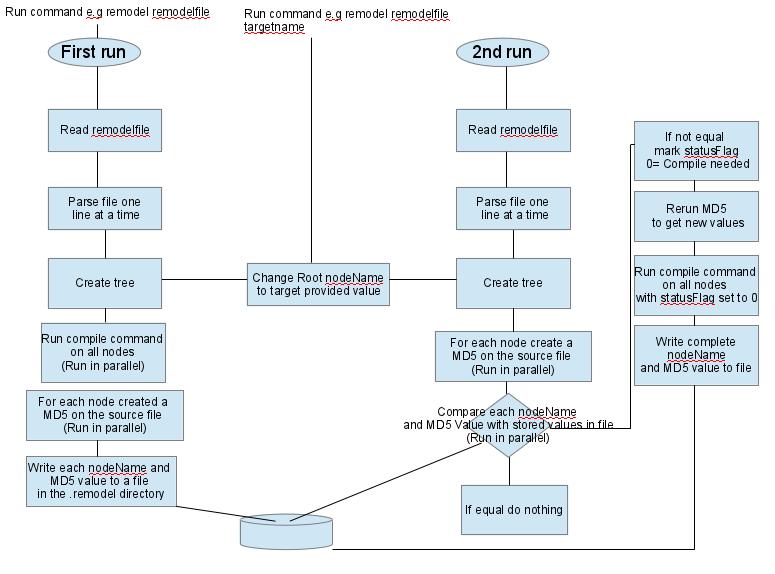 Run command e.g remodel remodelfile
Run command e.g remodel remodelfile
targetname
First run
2nd run
Read remodelfile
Parse file one
line at a time
Create tree
Run compile command
on all nodes
(Run in parallel)
For each node created a
MD5 on the source file
(Run in parallel)
Write each nodeName and
MD5 value to a file
in the .remodel directory
Change Root nodeName
to target provided value
Read remodelfile
Parse file one
line at a time
Create tree
For each node create a
MD5 on the source file
(Run in parallel)
Compare each nodeName
and MD5 Value with stored values in file
(Run in parallel)
If equal do nothing
If not equal
mark statusFlag
0= Compile needed
Rerun MD5
to get new values
Run compile command
on all nodes
with statusFlag set to 0
Write complete
nodeName
and MD5 value to file